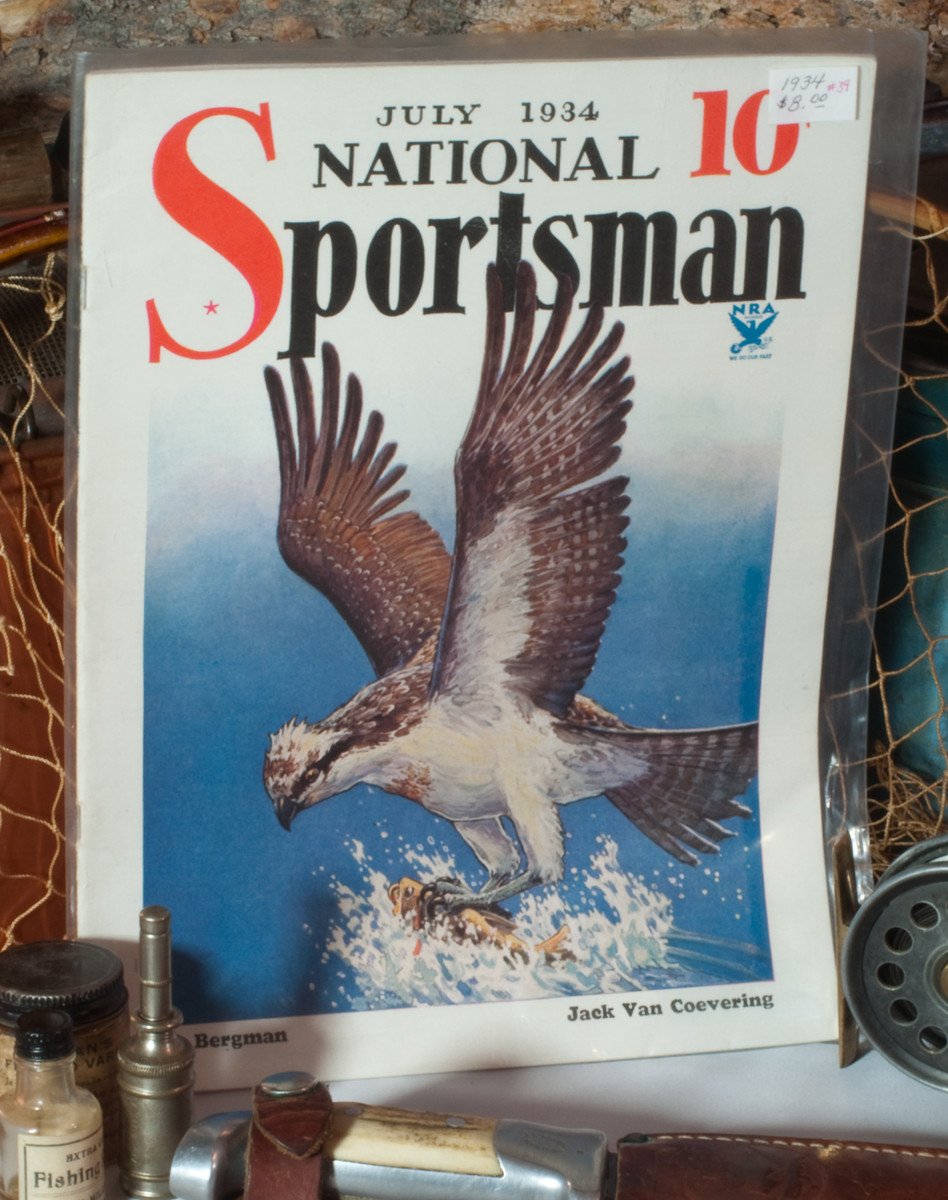 JULY 1934
NATIONAL
Sportsman
10
1934 #39
$8.00
NRA
WE DO OUR PART
Bergman
Jack Van Coevering
EXTRA
Fishing